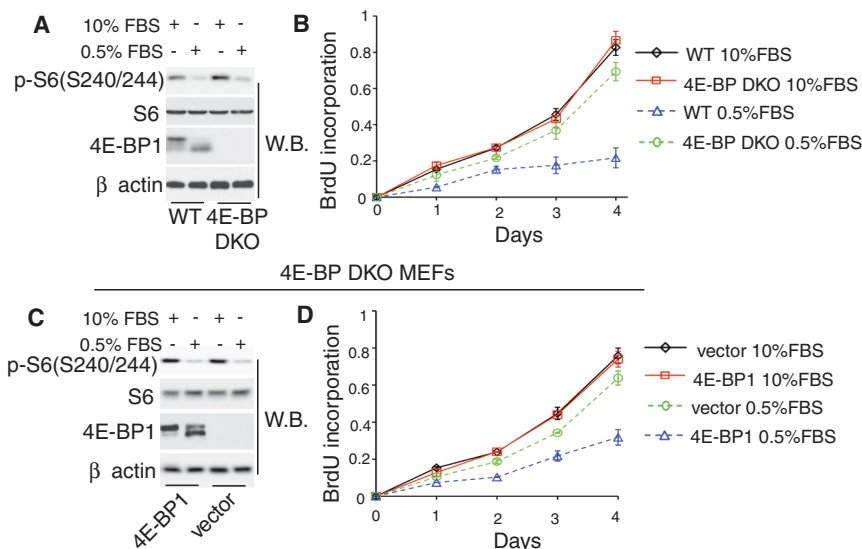 A
10% FBS + - + -
0.5% FBS - + - +
p-S6(S240/244)
S6
4E-BP1
β actin
W.B.
WT 4E-BP DKO
B
BrdU incorporation
1
0.8
0.6
0.4
0.2
0
0 1 2 3 4
Days
WT 10%FBS
4E-BP DKO 10%FBS
WT 0.5%FBS
4E-BP DKO 0.5%FBS
4E-BP DKO MEFs
C
10% FBS + - + -
0.5% FBS - + - +
p-S6(S240/244)
S6
4E-BP1
β actin
W.B.
4E-BP1 vector
D
BrdU incorporation
1
0.8
0.6
0.4
0.2
0
0 1 2 3 4
Days
vector 10%FBS
4E-BP1 10%FBS
vector 0.5%FBS
4E-BP1 0.5%FBS